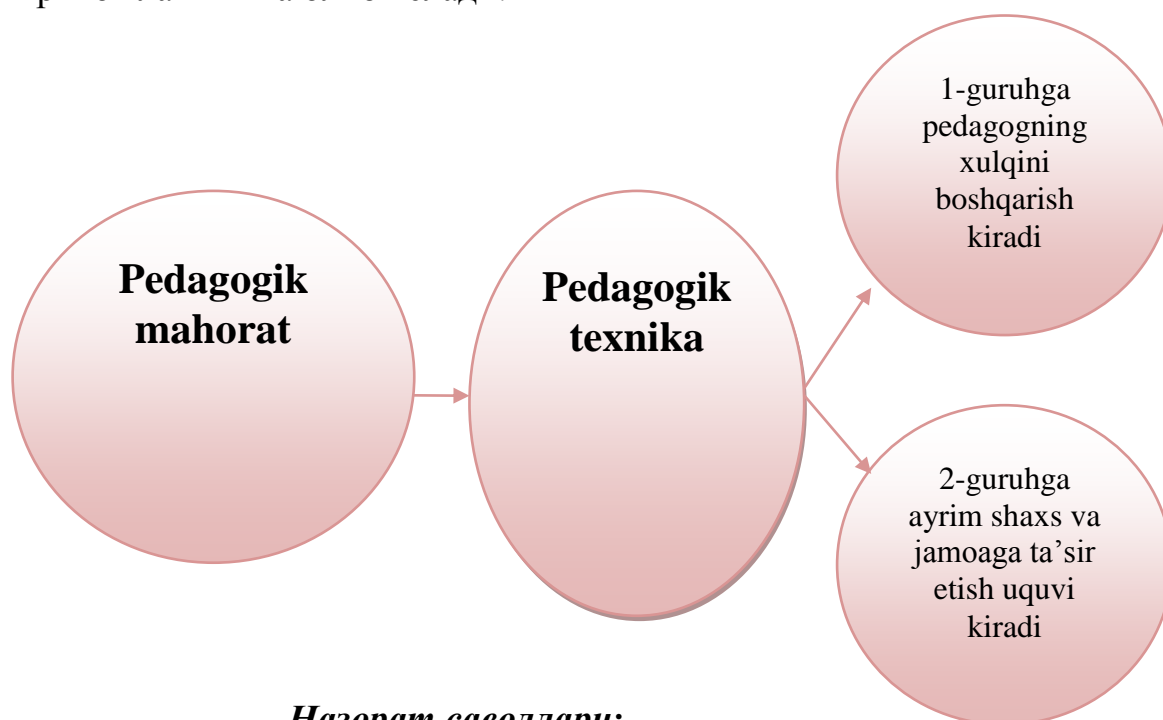 1-guruhga
pedagogning
xulqini
boshqarish
kiradi
Pedagogik
mahorat
Pedagogik
texnika
2-guruhga
ayrim shaxs va
jamoaga ta’sir
etish uquvi
kiradi
Назорат саволлари: